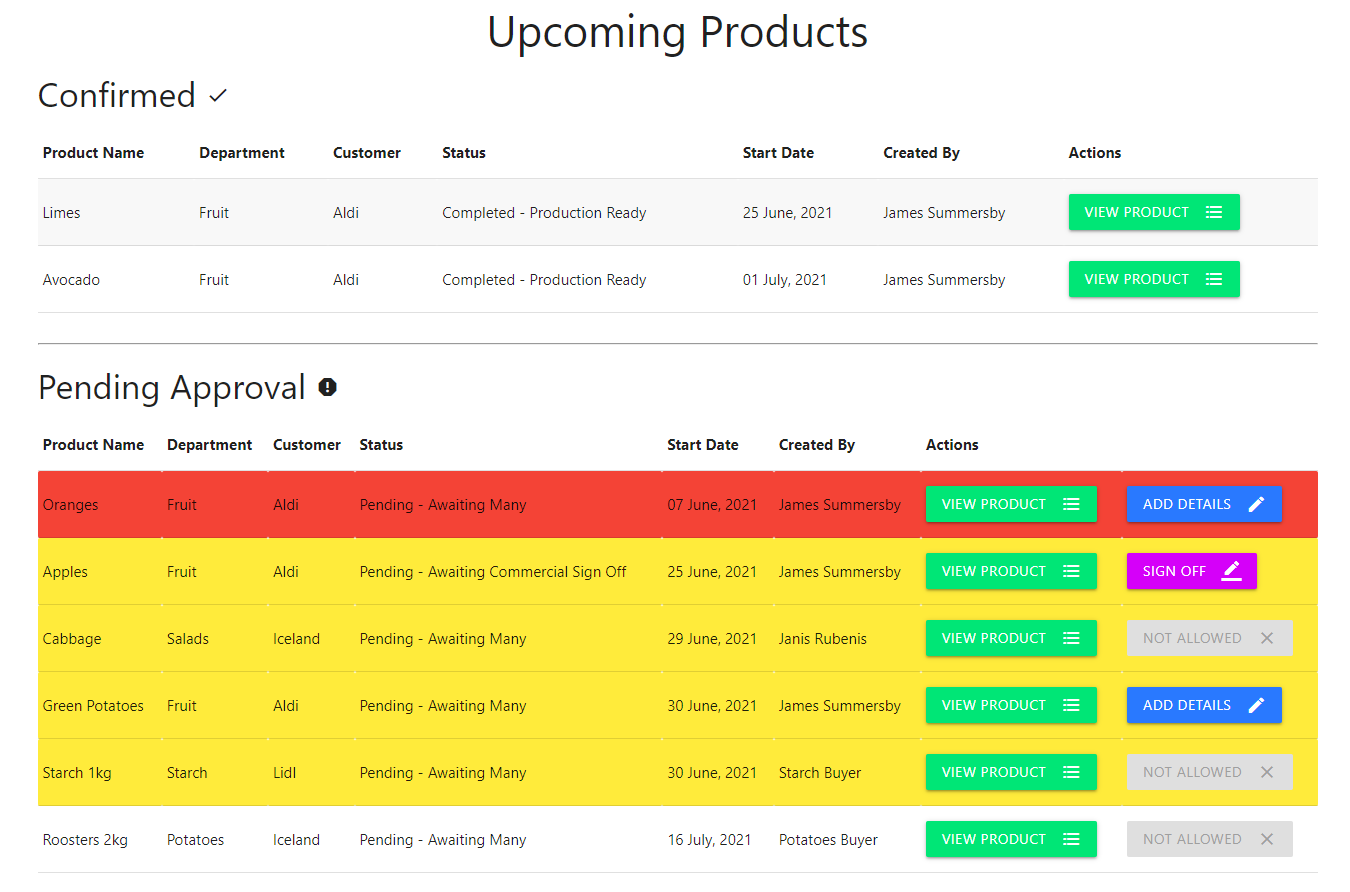 Upcoming Products
Confirmed
Product Name Department Customer Status Start Date Created By Actions
Limes Fruit Aldi Completed - Production Ready 25 June, 2021 James Summersby VIEW PRODUCT
Avocado Fruit Aldi Completed - Production Ready 01 July, 2021 James Summersby VIEW PRODUCT
Pending Approval
Product Name Department Customer Status Start Date Created By Actions
Oranges Fruit Aldi Pending - Awaiting Many 07 June, 2021 James Summersby VIEW PRODUCT ADD DETAILS
Apples Fruit Aldi Pending - Awaiting Commercial Sign Off 25 June, 2021 James Summersby VIEW PRODUCT SIGN OFF
Cabbage Salads Iceland Pending - Awaiting Many 29 June, 2021 Janis Rubenis VIEW PRODUCT NOT ALLOWED
Green Potatoes Fruit Aldi Pending - Awaiting Many 30 June, 2021 James Summersby VIEW PRODUCT ADD DETAILS
Starch 1kg Starch Lidl Pending - Awaiting Many 30 June, 2021 Starch Buyer VIEW PRODUCT NOT ALLOWED
Roosters 2kg Potatoes Iceland Pending - Awaiting Many 16 July, 2021 Potatoes Buyer VIEW PRODUCT NOT ALLOWED